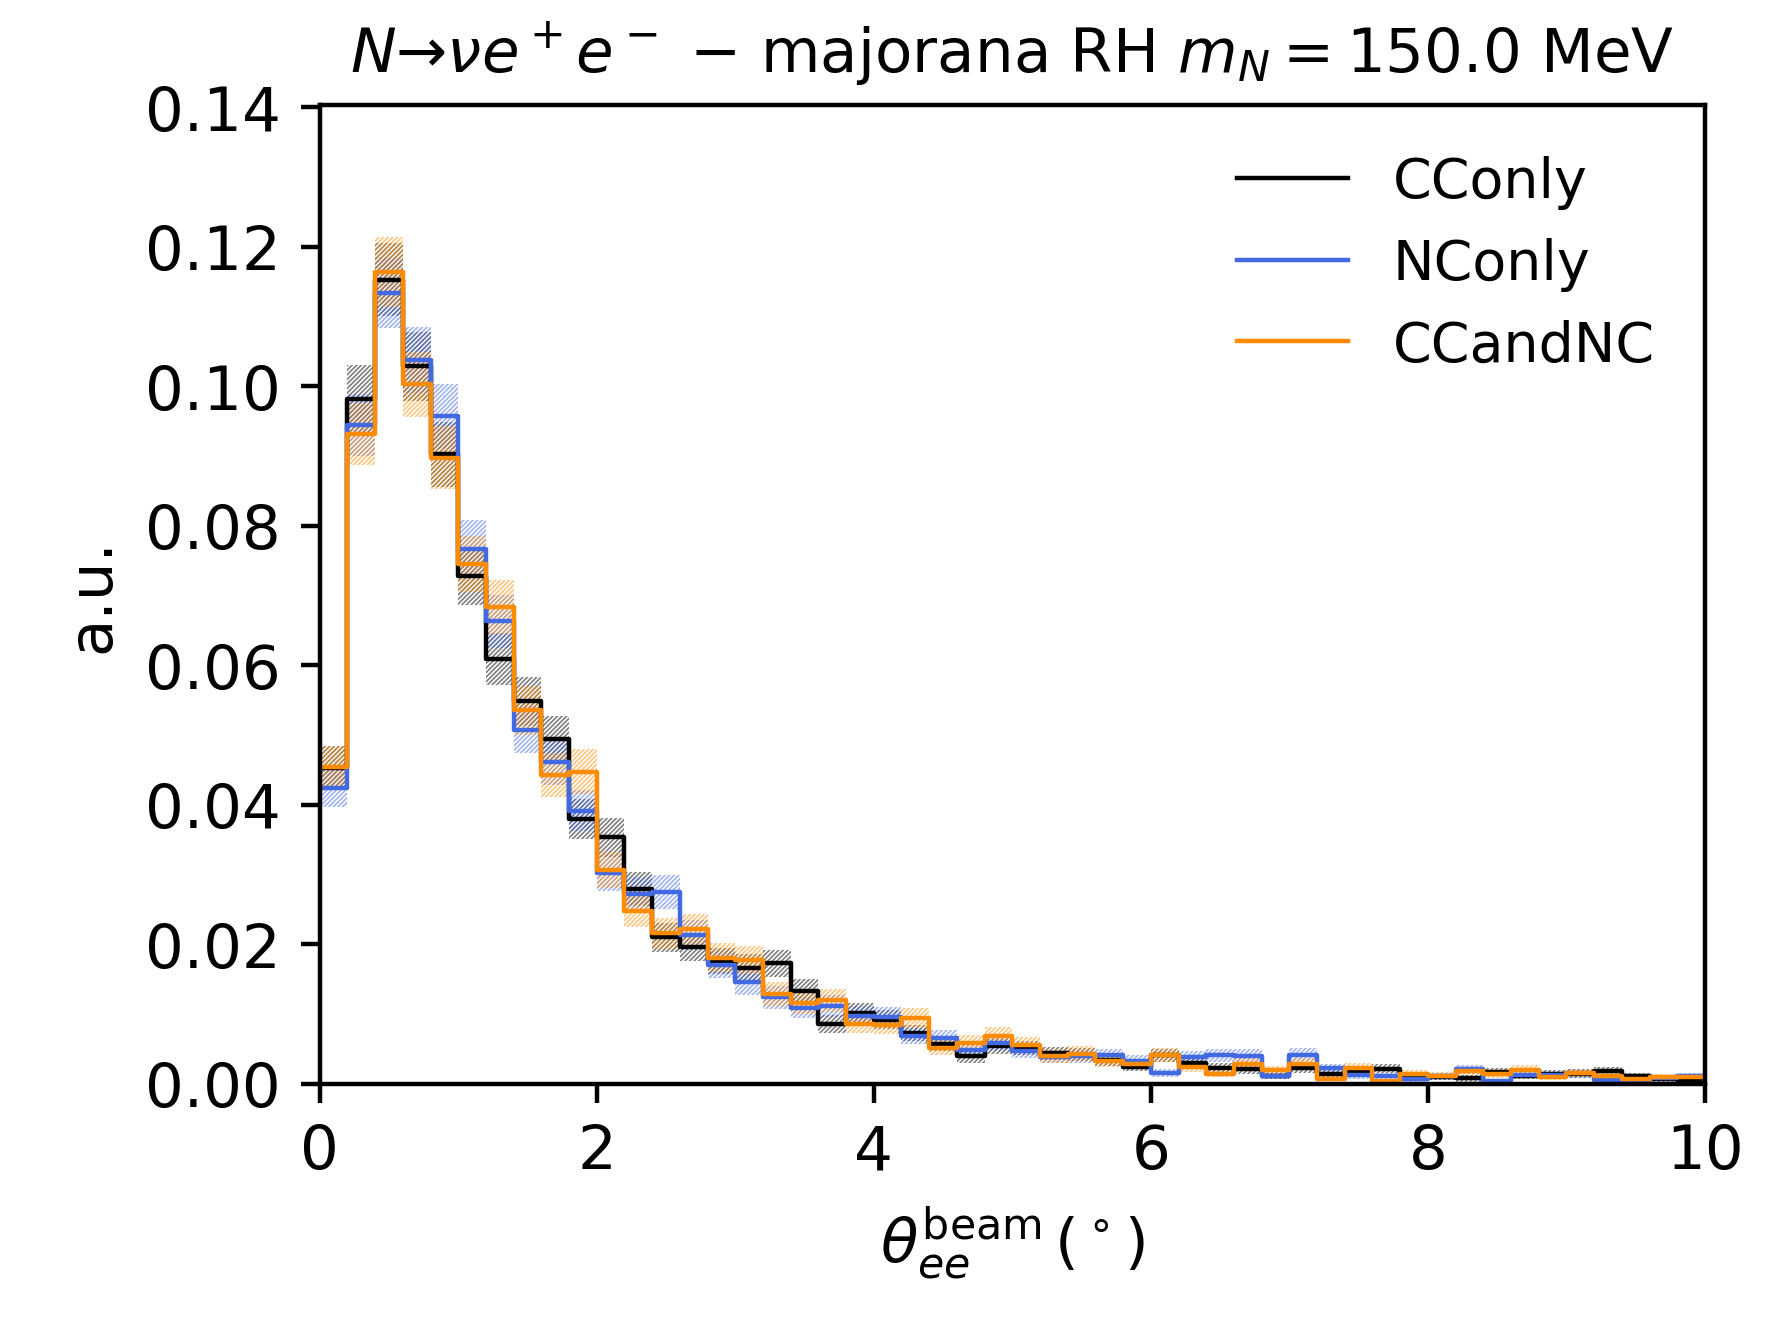 N→νe⁺e⁻ − majorana RH m_N = 150.0 MeV
0.14
0.12
0.10
0.08
0.06
0.04
0.02
0.00
a.u.
CConly
NConly
CCandNC
0 2 4 6 8 10
θ_ee^beam (°)